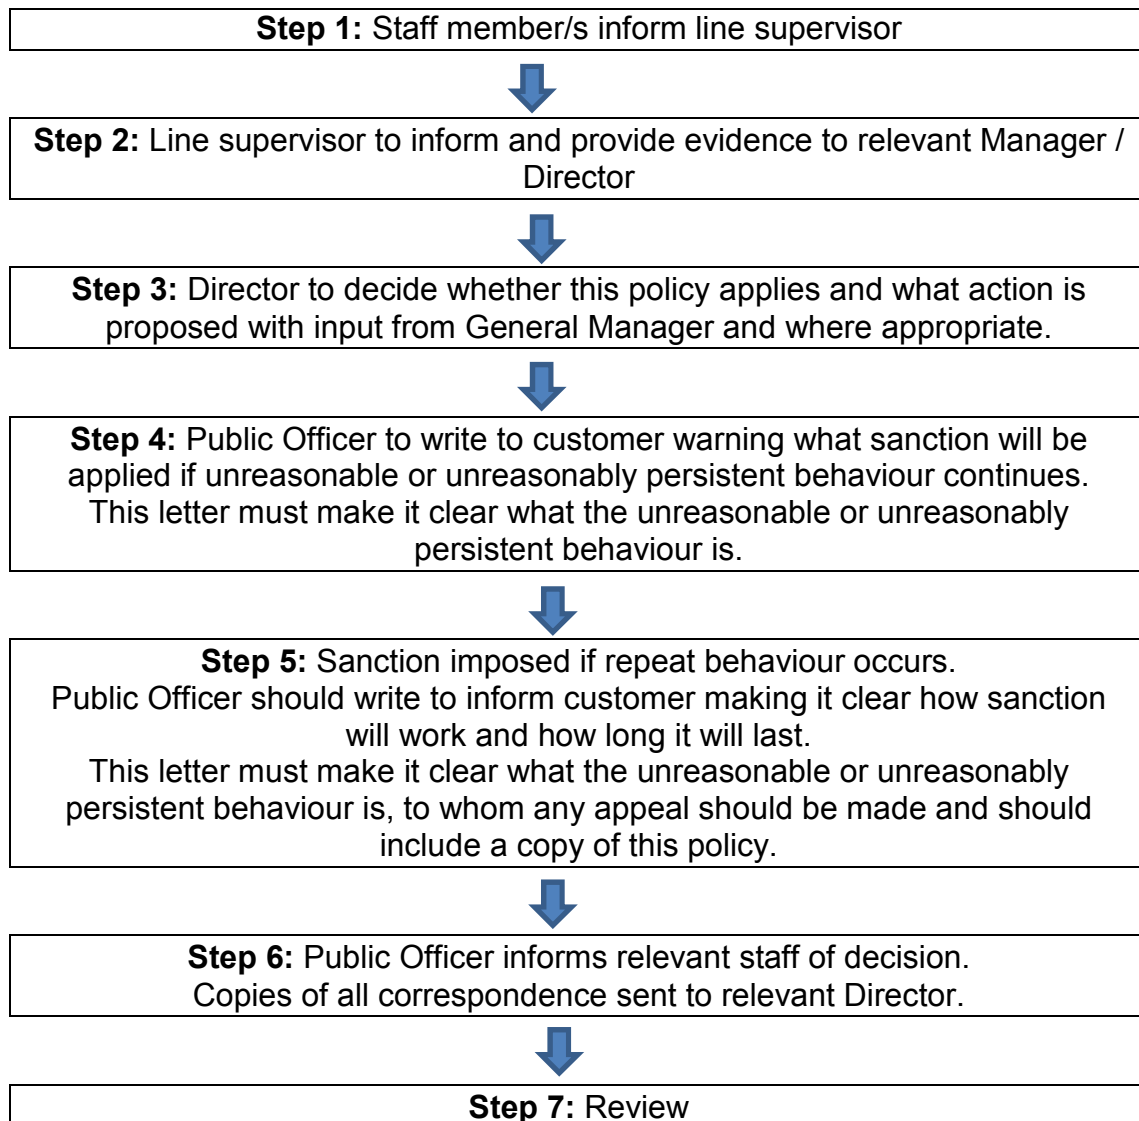 Step 1: Staff member/s inform line supervisor
Step 2: Line supervisor to inform and provide evidence to relevant Manager /
Director
Step 3: Director to decide whether this policy applies and what action is
proposed with input from General Manager and where appropriate.
Step 4: Public Officer to write to customer warning what sanction will be
applied if unreasonable or unreasonably persistent behaviour continues.
This letter must make it clear what the unreasonable or unreasonably
persistent behaviour is.
Step 5: Sanction imposed if repeat behaviour occurs.
Public Officer should write to inform customer making it clear how sanction
will work and how long it will last.
This letter must make it clear what the unreasonable or unreasonably
persistent behaviour is, to whom any appeal should be made and should
include a copy of this policy.
Step 6: Public Officer informs relevant staff of decision.
Copies of all correspondence sent to relevant Director.
Step 7: Review